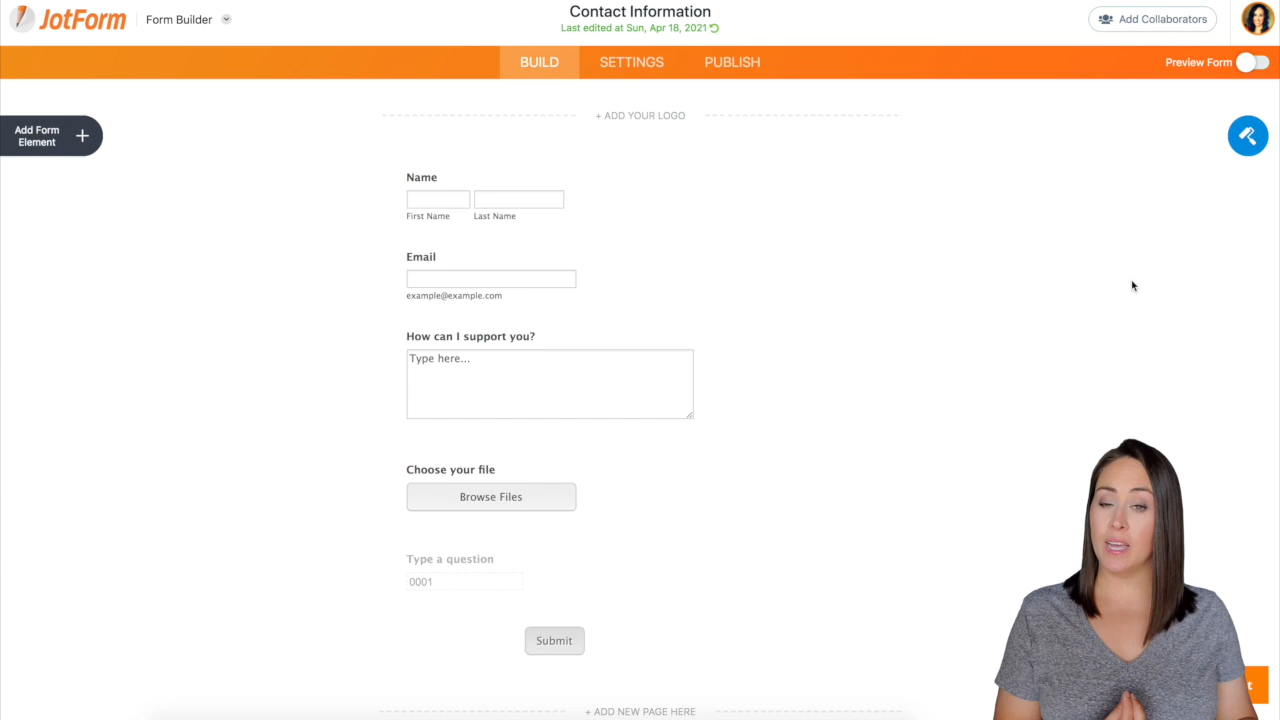 JotForm
Form Builder
Contact Information
Last edited at Sun, Apr 18, 2021
Add Collaborators
BUILD
SETTINGS
PUBLISH
Preview Form
Add Form
Element
+ ADD YOUR LOGO
Name
First Name
Last Name
Email
example@example.com
How can I support you?
Type here...
Choose your file
Browse Files
Type a question
0001
Submit
+ ADD NEW PAGE HERE